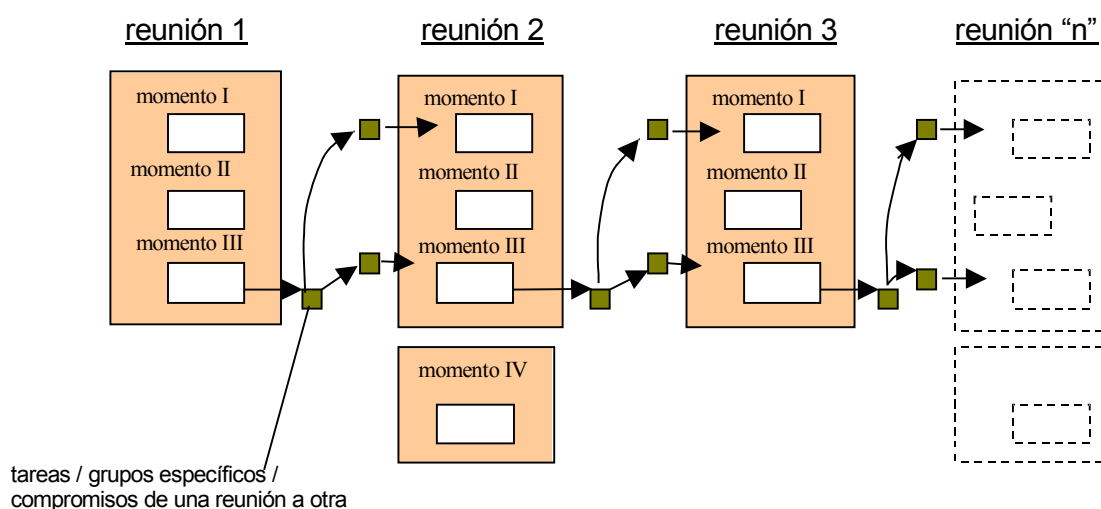 reunión 1
reunión 2
reunión 3
reunión “n”
momento I
momento I
momento I
momento II
momento II
momento II
momento III
momento III
momento III
momento IV
tareas / grupos específicos /
compromisos de una reunión a otra